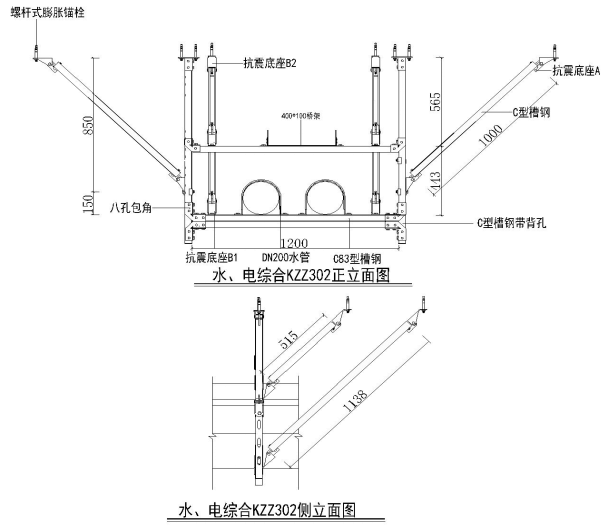 螺杆式膨胀锚栓
抗震底座B2
抗震底座A
400*100桥架
C型槽钢
850
565
1000
443
150
八孔包角
C型槽钢带背孔
1200
抗震底座B1
DN200水管
C83型槽钢
水、电综合KZZ302正立面图
515
1138
水、电综合KZZ302侧立面图